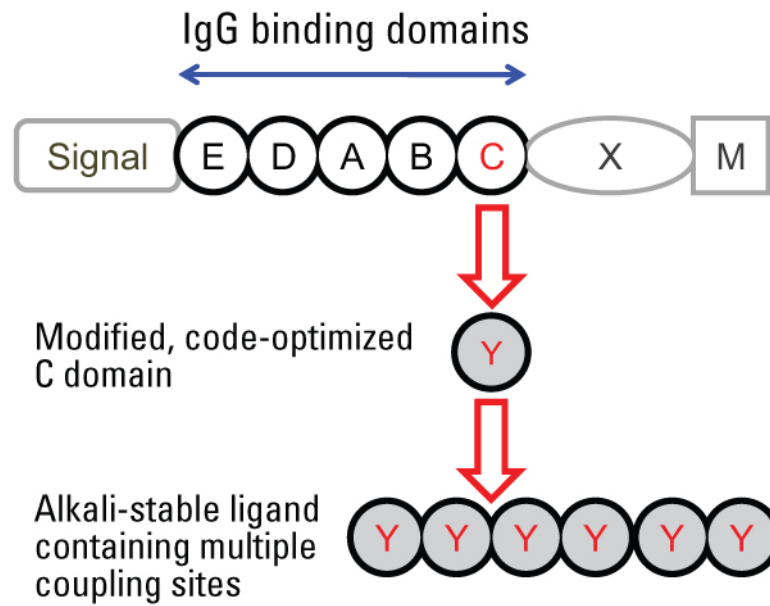 IgG binding domains
Signal E D A B C X M
Modified, code-optimized
C domain
Y
Alkali-stable ligand
containing multiple
coupling sites
Y Y Y Y Y Y